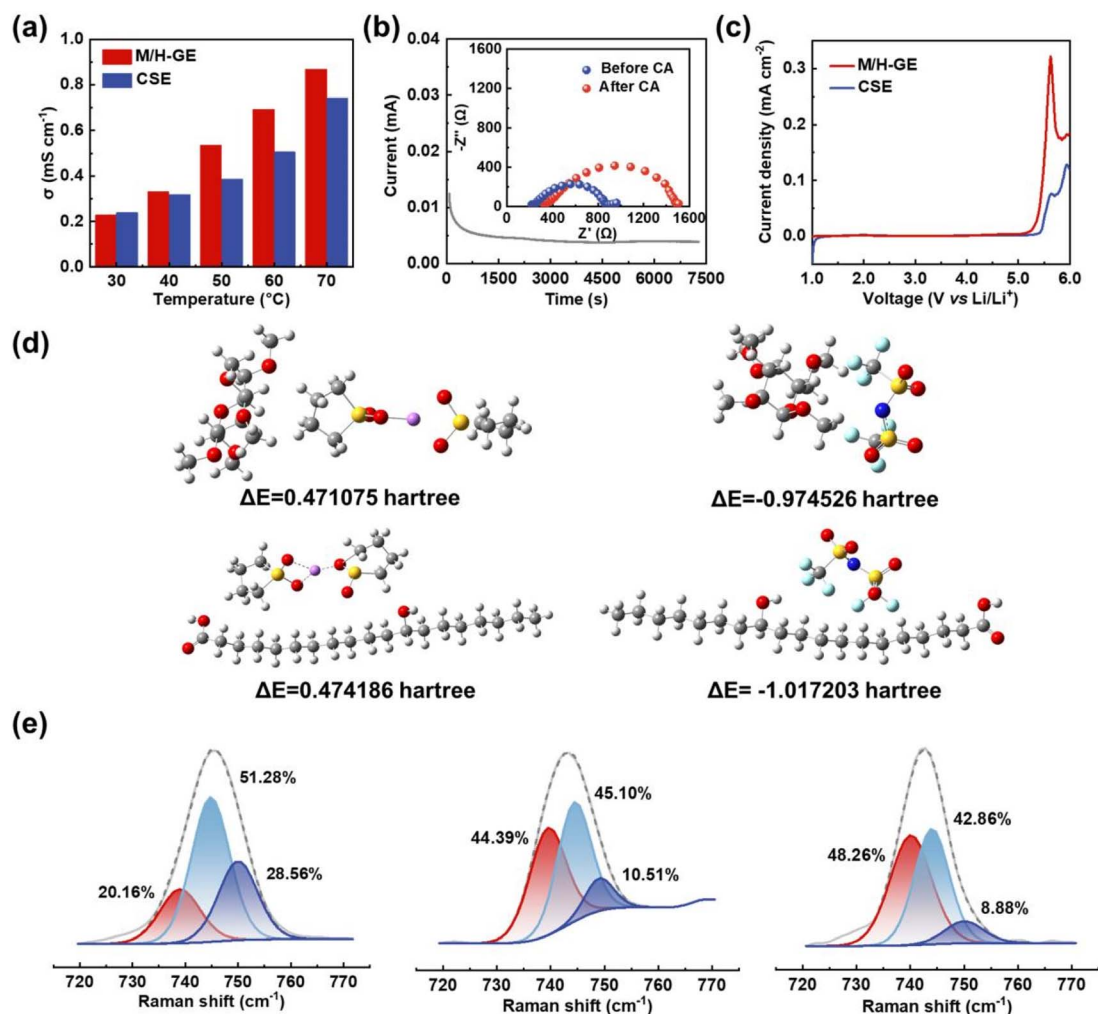 (a)
1.0
0.8
0.6
0.4
0.2
0.0
σ (mS cm⁻¹)
M/H-GE
CSE
30 40 50 60 70
Temperature (°C)
(b)
0.04
0.03
0.02
0.01
0.00
Current (mA)
1600
1200
800
400
0
-Z'' (Ω)
Before CA
After CA
0 400 800 1200 1600
Z' (Ω)
0 1500 3000 4500 6000 7500
Time (s)
(c)
0.3
0.2
0.1
0.0
Current density (mA cm⁻²)
M/H-GE
CSE
1.0 2.0 3.0 4.0 5.0 6.0
Voltage (V vs Li/Li⁺)
(d)
ΔE=0.471075 hartree
ΔE=-0.974526 hartree
ΔE=0.474186 hartree
ΔE= -1.017203 hartree
(e)
51.28%
20.16%
28.56%
720 730 740 750 760 770
Raman shift (cm⁻¹)
45.10%
44.39%
10.51%
720 730 740 750 760 770
Raman shift (cm⁻¹)
42.86%
48.26%
8.88%
720 730 740 750 760 770
Raman shift (cm⁻¹)